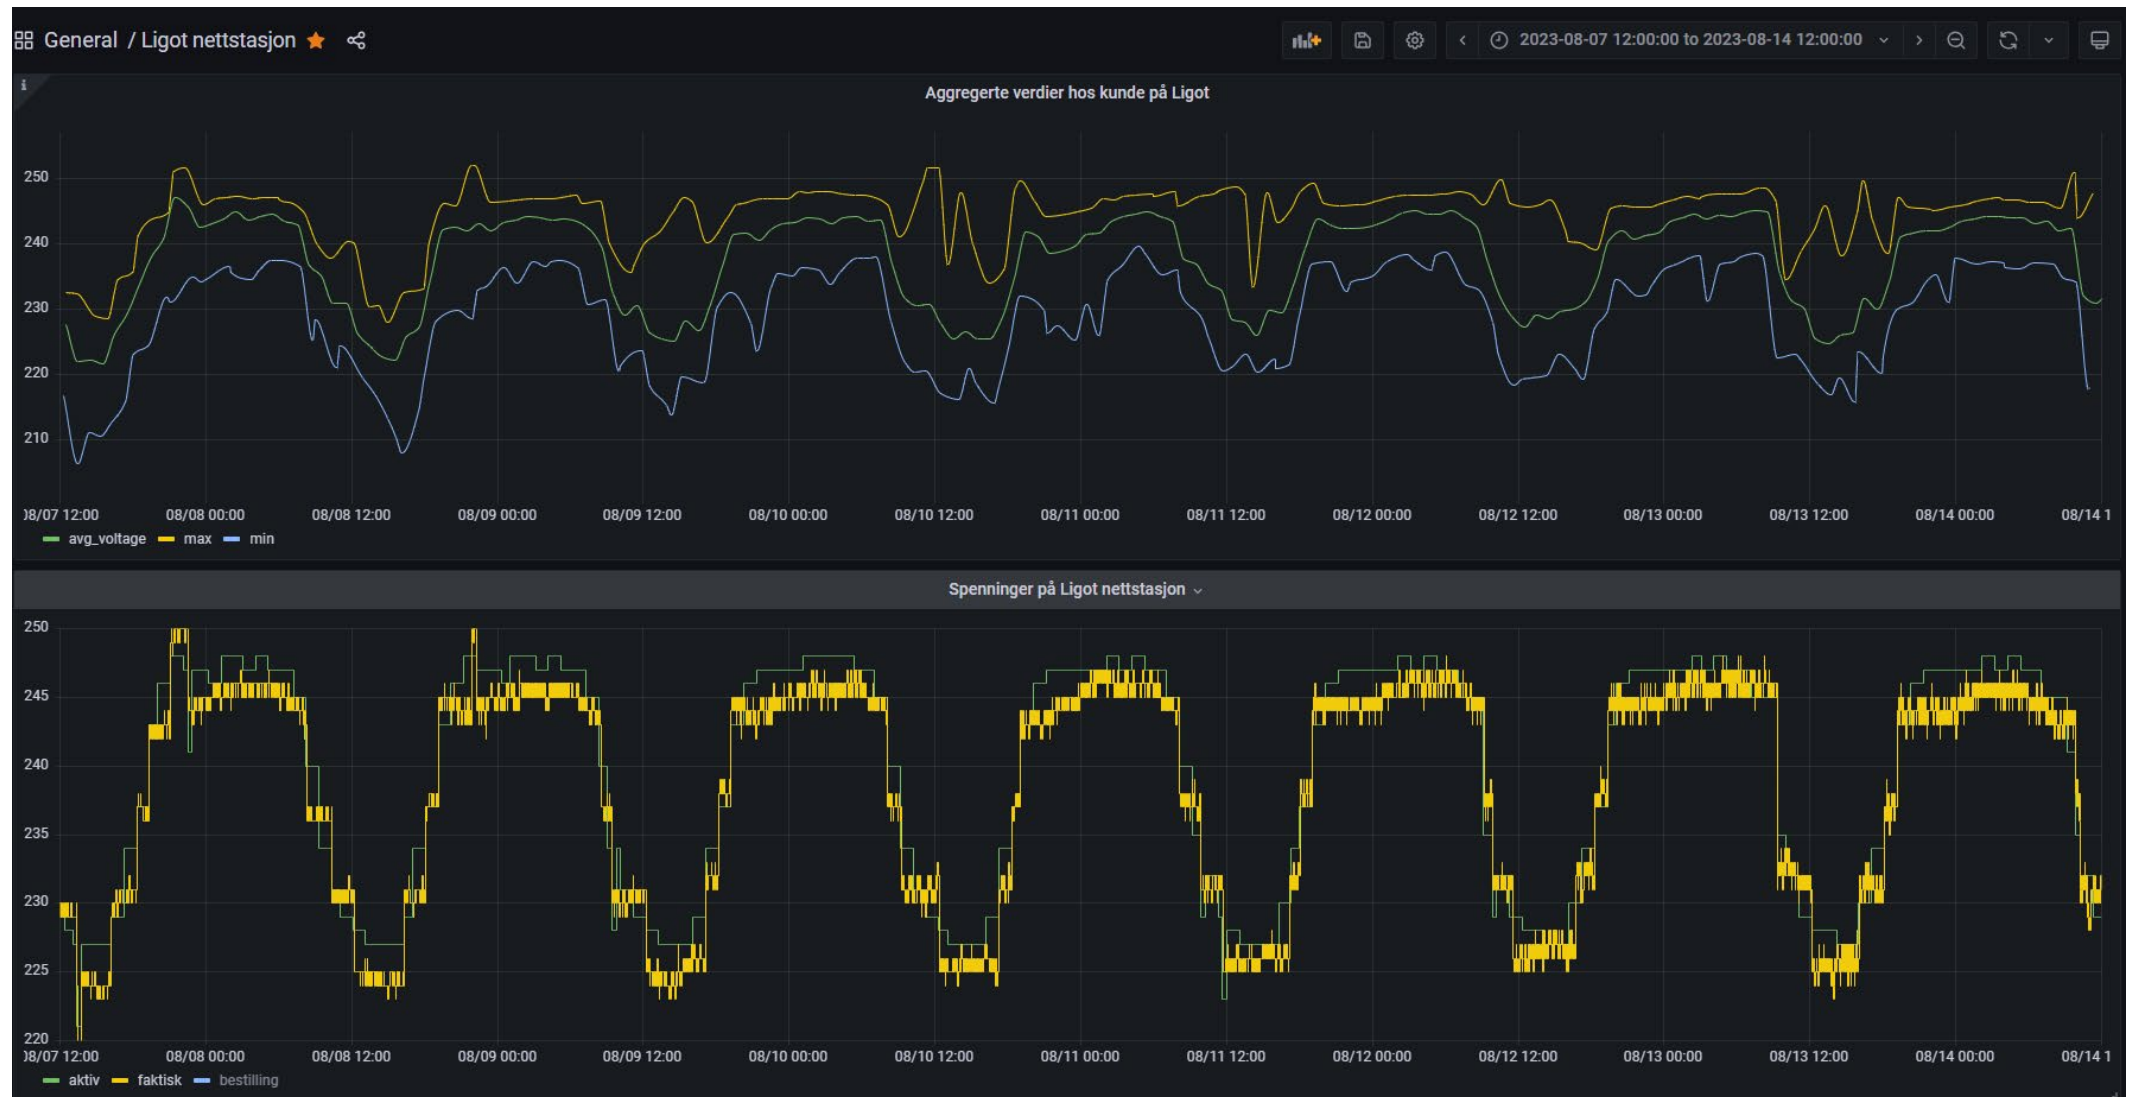 General / Ligot nettstasjon
2023-08-07 12:00:00 to 2023-08-14 12:00:00
i
Aggregerte verdier hos kunde på Ligot
250
240
230
220
210
08/07 12:00 08/08 00:00 08/08 12:00 08/09 00:00 08/09 12:00 08/10 00:00 08/10 12:00 08/11 00:00 08/11 12:00 08/12 00:00 08/12 12:00 08/13 00:00 08/13 12:00 08/14 00:00 08/14 1
avg_voltage max min
Spenninger på Ligot nettstasjon
250
245
240
235
230
225
220
08/07 12:00 08/08 00:00 08/08 12:00 08/09 00:00 08/09 12:00 08/10 00:00 08/10 12:00 08/11 00:00 08/11 12:00 08/12 00:00 08/12 12:00 08/13 00:00 08/13 12:00 08/14 00:00 08/14 1
aktiv faktisk bestilling